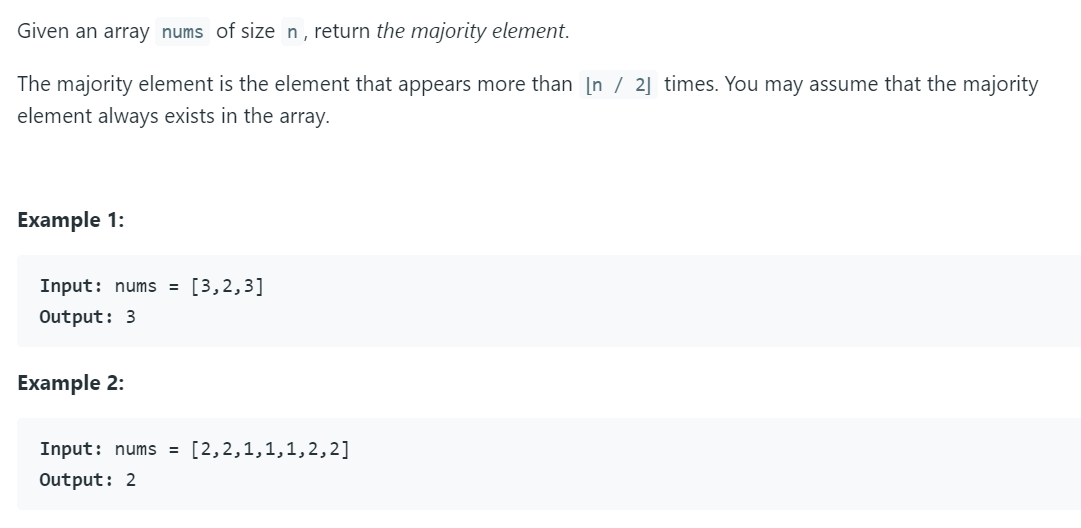 Given an array nums of size n, return the majority element.
The majority element is the element that appears more than ⌊n / 2⌋ times. You may assume that the majority
element always exists in the array.
Example 1:
Input: nums = [3,2,3]
Output: 3
Example 2:
Input: nums = [2,2,1,1,1,2,2]
Output: 2